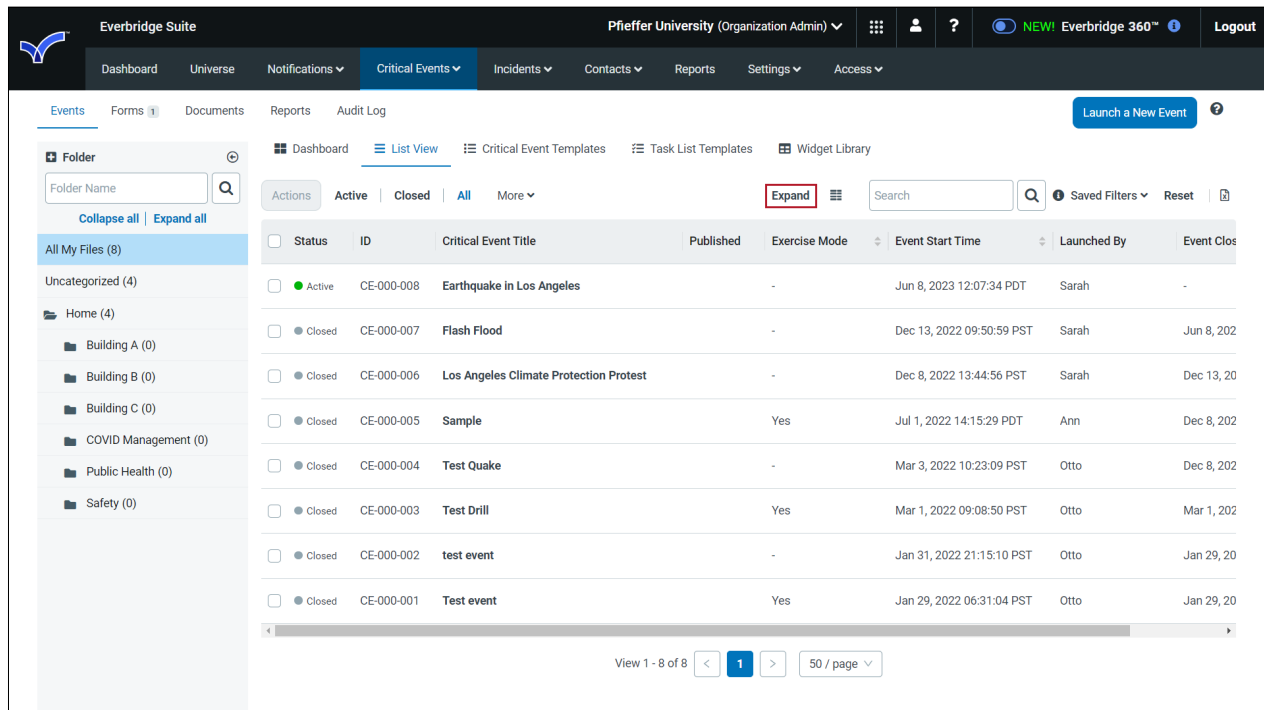 Everbridge Suite
Pfieffer University (Organization Admin)
?
NEW! Everbridge 360™
Logout
Dashboard Universe Notifications Critical Events Incidents Contacts Reports Settings Access
Events Forms 1 Documents Reports Audit Log
Launch a New Event
Folder
Folder Name
Collapse all | Expand all
All My Files (8)
Uncategorized (4)
Home (4)
Building A (0)
Building B (0)
Building C (0)
COVID Management (0)
Public Health (0)
Safety (0)
Dashboard List View Critical Event Templates Task List Templates Widget Library
Actions Active | Closed | All More Expand Search Saved Filters Reset
Status ID Critical Event Title Published Exercise Mode Event Start Time Launched By Event Clos
Active CE-000-008 Earthquake in Los Angeles - Jun 8, 2023 12:07:34 PDT Sarah -
Closed CE-000-007 Flash Flood - Dec 13, 2022 09:50:59 PST Sarah Jun 8, 202
Closed CE-000-006 Los Angeles Climate Protection Protest - Dec 8, 2022 13:44:56 PST Sarah Dec 13, 20
Closed CE-000-005 Sample Yes Jul 1, 2022 14:15:29 PDT Ann Dec 8, 202
Closed CE-000-004 Test Quake - Mar 3, 2022 10:23:09 PST Otto Dec 8, 202
Closed CE-000-003 Test Drill Yes Mar 1, 2022 09:08:50 PST Otto Mar 1, 202
Closed CE-000-002 test event - Jan 31, 2022 21:15:10 PST Otto Jan 29, 20
Closed CE-000-001 Test event Yes Jan 29, 2022 06:31:04 PST Otto Jan 29, 20
View 1 - 8 of 8 < 1 > 50 / page